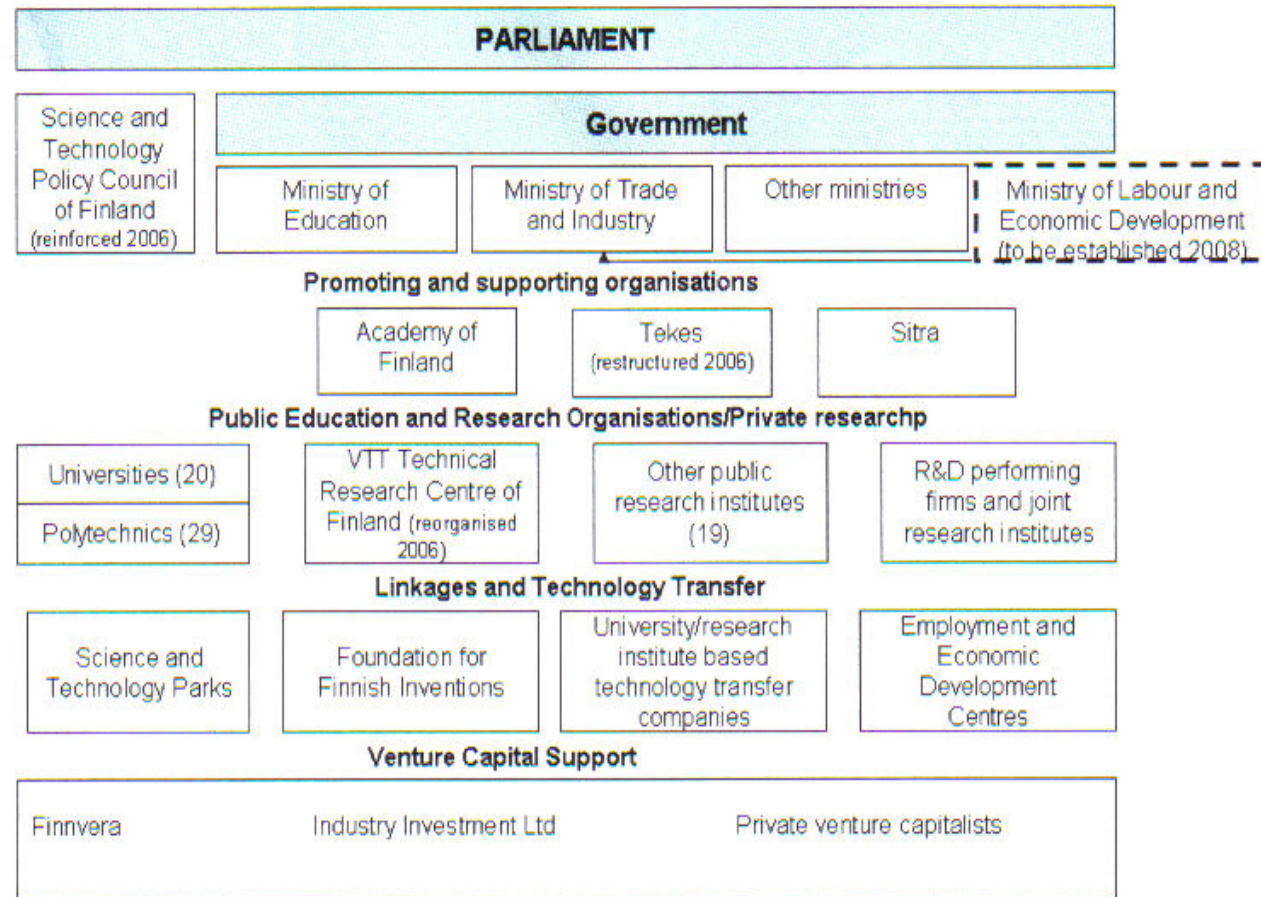 PARLIAMENT
Science and
Technology
Policy Council
of Finland
(reinforced 2006)
Government
Ministry of
Education
Ministry of Trade
and Industry
Other ministries
Ministry of Labour and
Economic Development
(to be established 2008)
Promoting and supporting organisations
Academy of
Finland
Tekes
(restructured 2006)
Sitra
Public Education and Research Organisations/Private researchp
Universities (20)
Polytechnics (29)
VTT Technical
Research Centre of
Finland (reorganised
2006)
Other public
research institutes
(19)
R&D performing
firms and joint
research institutes
Linkages and Technology Transfer
Science and
Technology Parks
Foundation for
Finnish Inventions
University/research
institute based
technology transfer
companies
Employment and
Economic
Development
Centres
Venture Capital Support
Finnvera
Industry Investment Ltd
Private venture capitalists